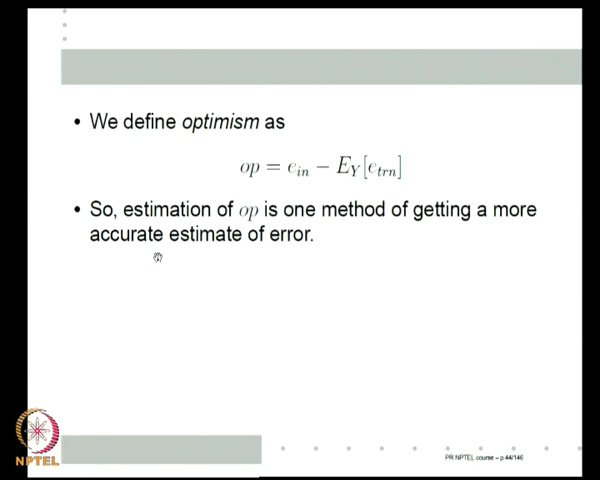 • We define optimism as
op = e_in − E_Y[e_trn]
• So, estimation of op is one method of getting a more
accurate estimate of error.
NPTEL
PR NPTEL course – p.44/146